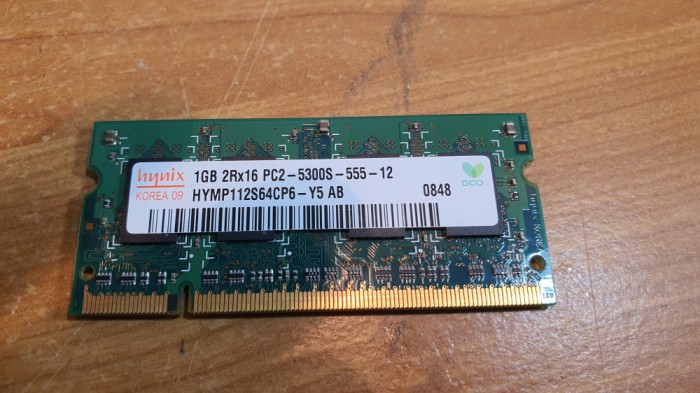 hynix
KOREA 09
1GB 2Rx16 PC2-5300S-555-12
HYMP112S64CP6-Y5 AB
0848
ECO